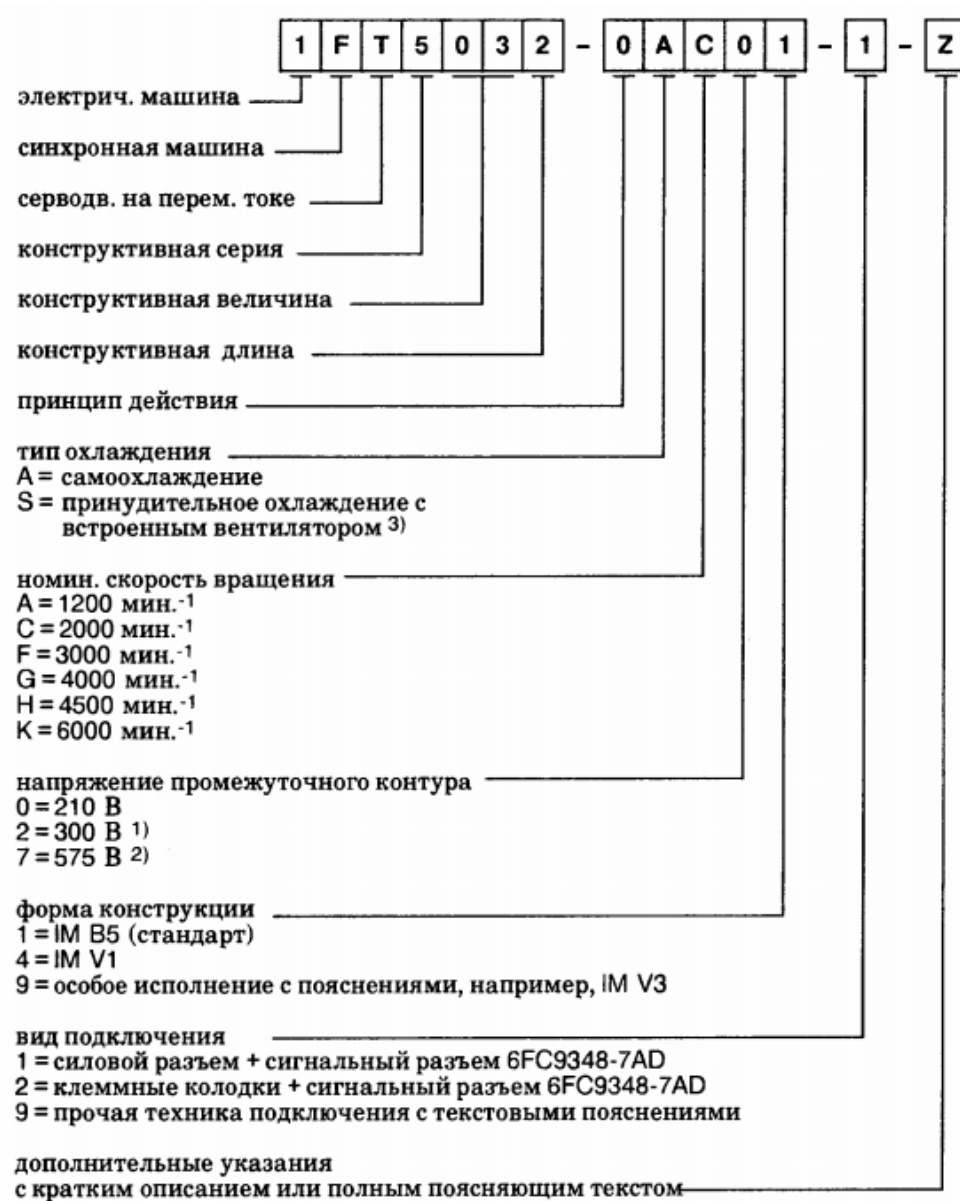 1 F T 5 0 3 2 - 0 A C 0 1 - 1 - Z
электрич. машина
синхронная машина
серводв. на перем. токе
конструктивная серия
конструктивная величина
конструктивная длина
принцип действия
тип охлаждения
A = самоохлаждение
S = принудительное охлаждение с
встроенным вентилятором 3)
номин. скорость вращения
A = 1200 мин.-1
C = 2000 мин.-1
F = 3000 мин.-1
G = 4000 мин.-1
H = 4500 мин.-1
K = 6000 мин.-1
напряжение промежуточного контура
0 = 210 В
2 = 300 В 1)
7 = 575 В 2)
форма конструкции
1 = IM B5 (стандарт)
4 = IM V1
9 = особое исполнение с пояснениями, например, IM V3
вид подключения
1 = силовой разъем + сигнальный разъем 6FC9348-7AD
2 = клеммные колодки + сигнальный разъем 6FC9348-7AD
9 = прочая техника подключения с текстовыми пояснениями
дополнительные указания
с кратким описанием или полным поясняющим текстом